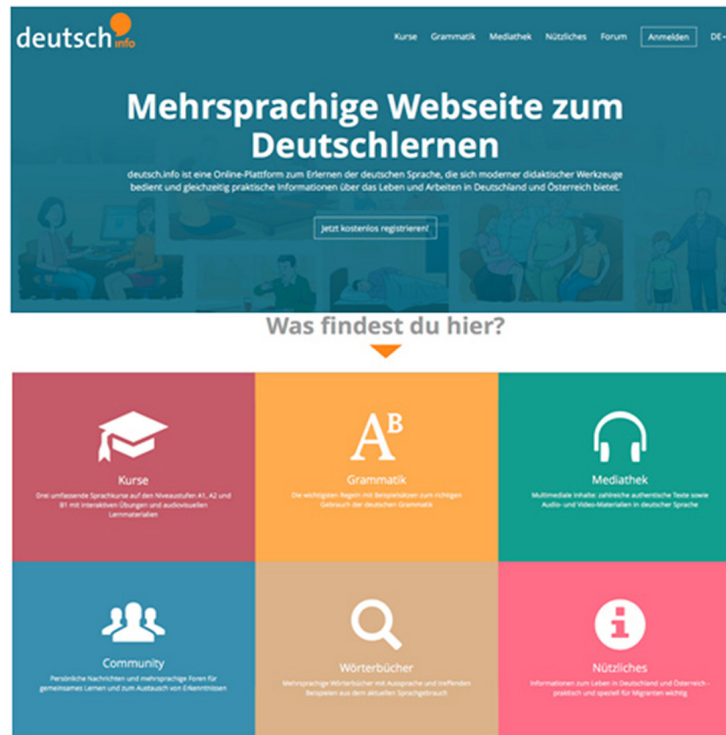 deutsch info
Kurse Grammatik Mediathek Nützliches Forum Anmelden DE
Mehrsprachige Webseite zum
Deutschlernen
deutsch.info ist eine Online-Plattform zum Erlernen der deutschen Sprache, die sich moderner didaktischer Werkzeuge
bedient und gleichzeitig praktische Informationen über das Leben und Arbeiten in Deutschland und Österreich bietet.
Jetzt kostenlos registrieren!
Was findest du hier?
Kurse
Drei umfassende Sprachkurse auf den Niveaustufen A1, A2 und
B1 mit interaktiven Übungen und audiovisuellen
Lernmaterialien
Grammatik
Die wichtigsten Regeln mit Beispielsätzen zum richtigen
Gebrauch der deutschen Grammatik
Mediathek
Multimediale Inhalte: zahlreiche authentische Texte sowie
Audio- und Video-Materialien in deutscher Sprache
Community
Persönliche Nachrichten und mehrsprachige Foren für
gemeinsames Lernen und zum Austausch von Erkenntnissen
Wörterbücher
Mehrsprachige Wörterbücher mit Aussprache und treffenden
Beispielen aus dem aktuellen Sprachgebrauch
Nützliches
Informationen zum Leben in Deutschland und Österreich -
praktisch und speziell für Migranten wichtig